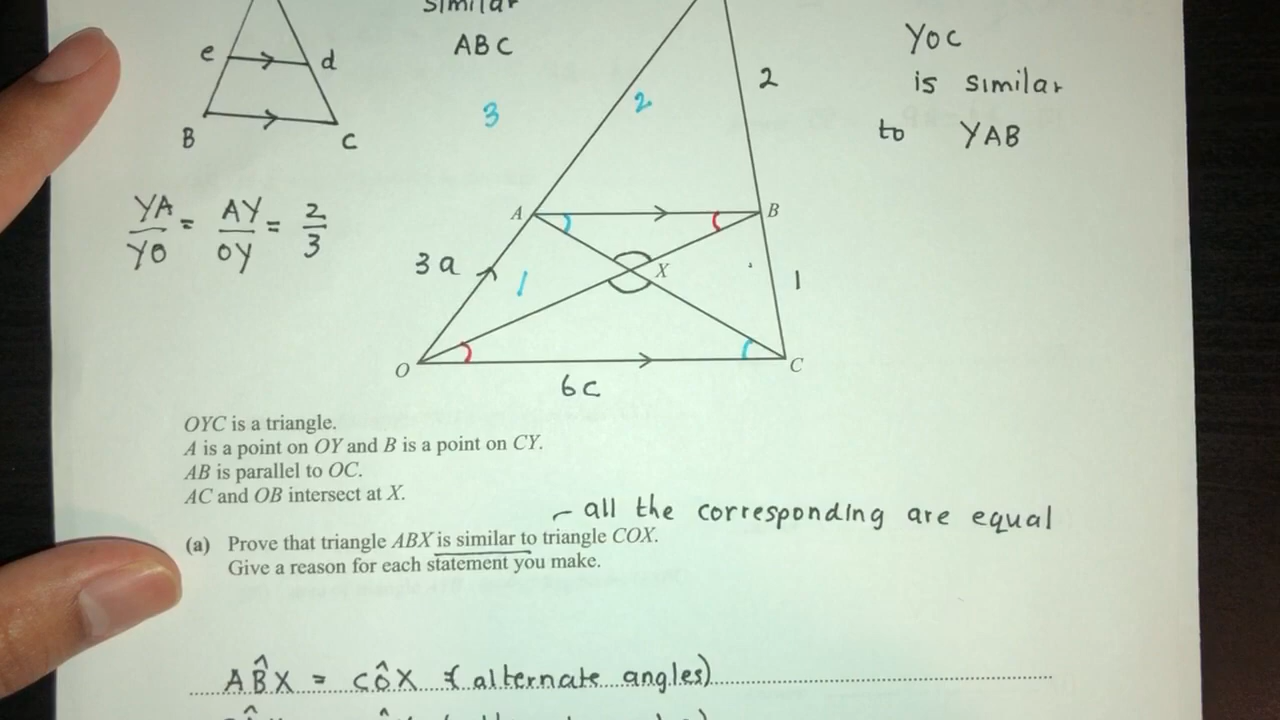 similar
ABC
e
d
B
C
3
2
2
YOC
is similar
to YAB
YA = AY = 2
YO OY 3
A
B
3a
1
X
1
O
C
6c
OYC is a triangle.
A is a point on OY and B is a point on CY.
AB is parallel to OC.
AC and OB intersect at X.
all the corresponding are equal
(a) Prove that triangle ABX is similar to triangle COX.
Give a reason for each statement you make.
AB̂X = CÔX (alternate angles)